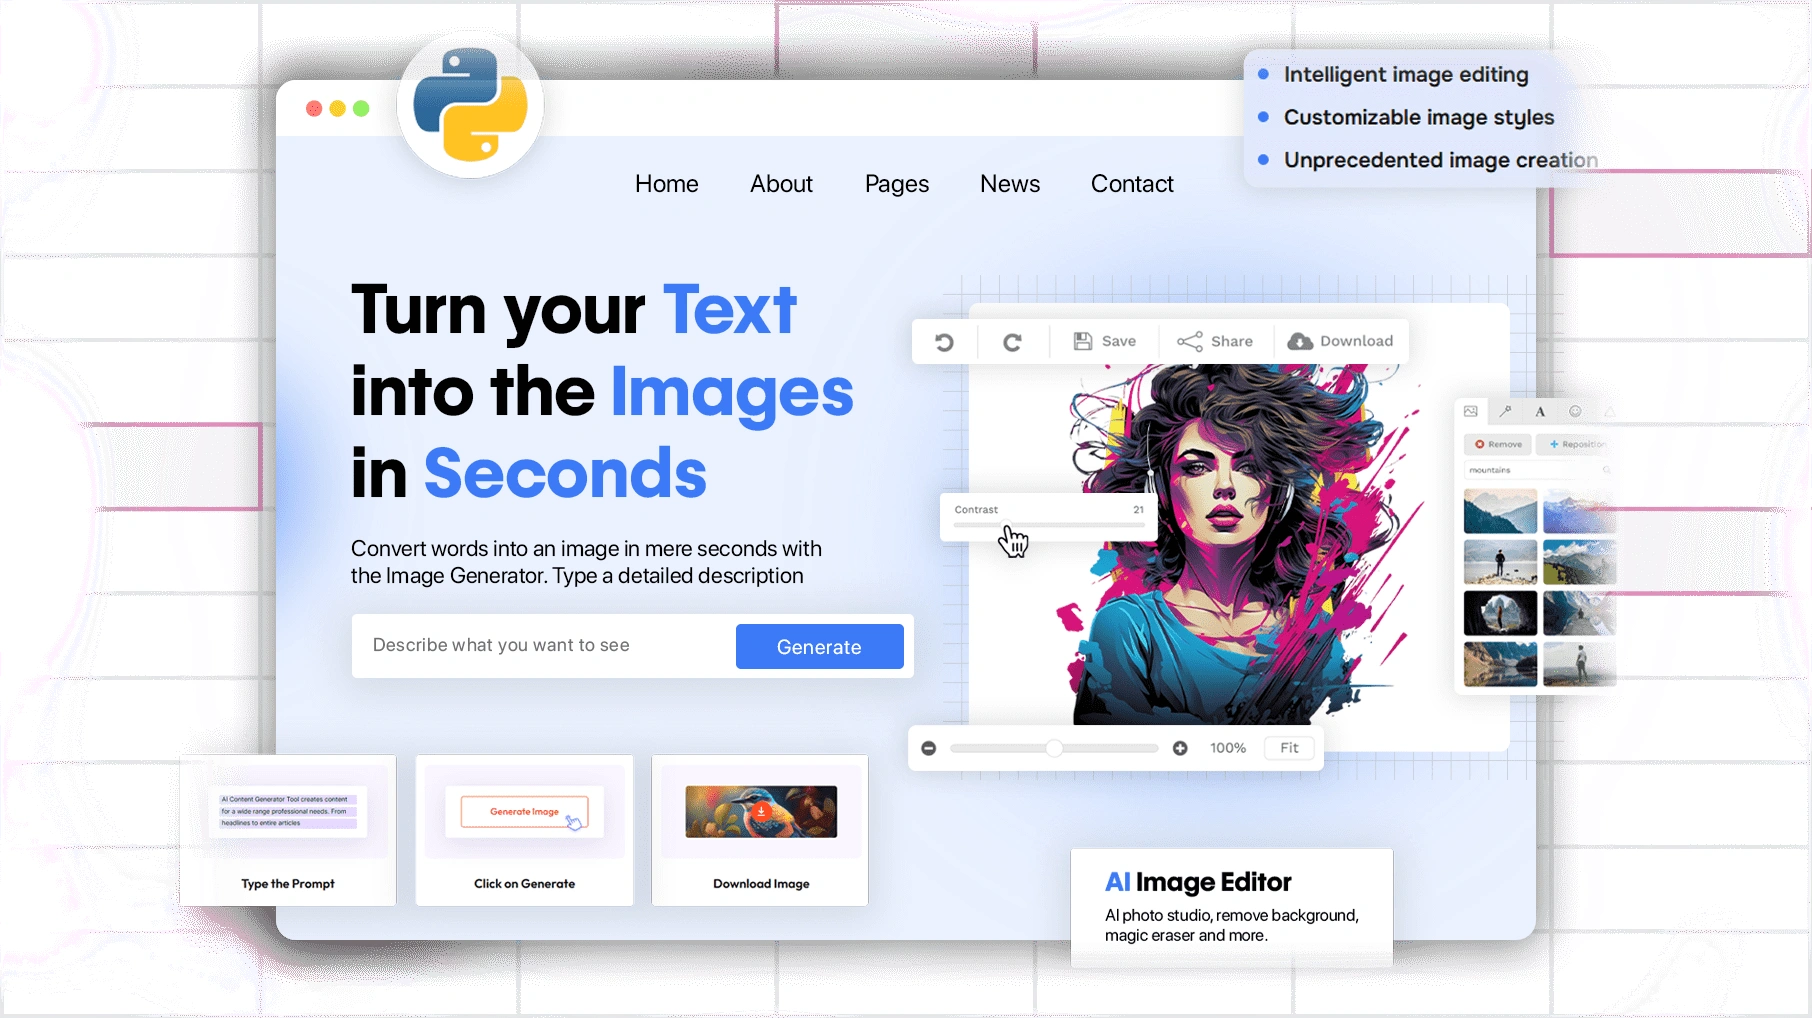 Intelligent image editing
Customizable image styles
Unprecedented image creation
Home About Pages News Contact
Turn your Text
into the Images
in Seconds
Convert words into an image in mere seconds with
the Image Generator. Type a detailed description
Describe what you want to see
Generate
Save Share Download
Contrast 21
A
Remove Reposition
mountains
100% Fit
AI Content Generator Tool creates content
for a wide range professional needs. From
headlines to entire articles
Type the Prompt
Generate Image
Click on Generate
Download Image
AI Image Editor
AI photo studio, remove background,
magic eraser and more.